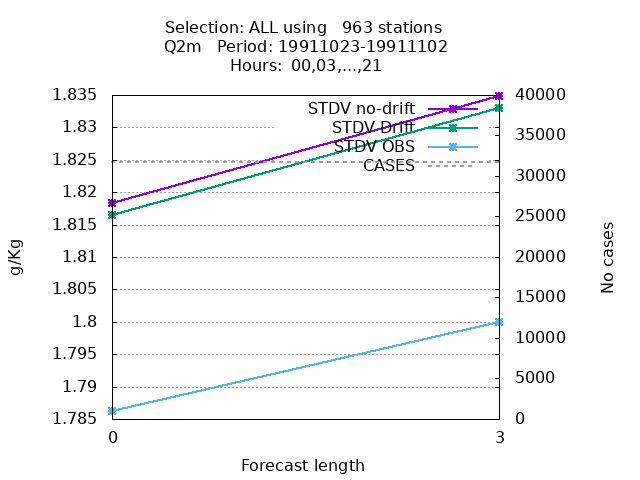 Selection: ALL using   963 stations
Q2m   Period: 19911023-19911102
Hours:  00,03,...,21
1.835
1.83
1.825
1.82
1.815
1.81
1.805
1.8
1.795
1.79
1.785
g/Kg
STDV no-drift
STDV Drift
STDV OBS
CASES
40000
35000
30000
25000
20000
15000
10000
5000
0
No cases
0
3
Forecast length